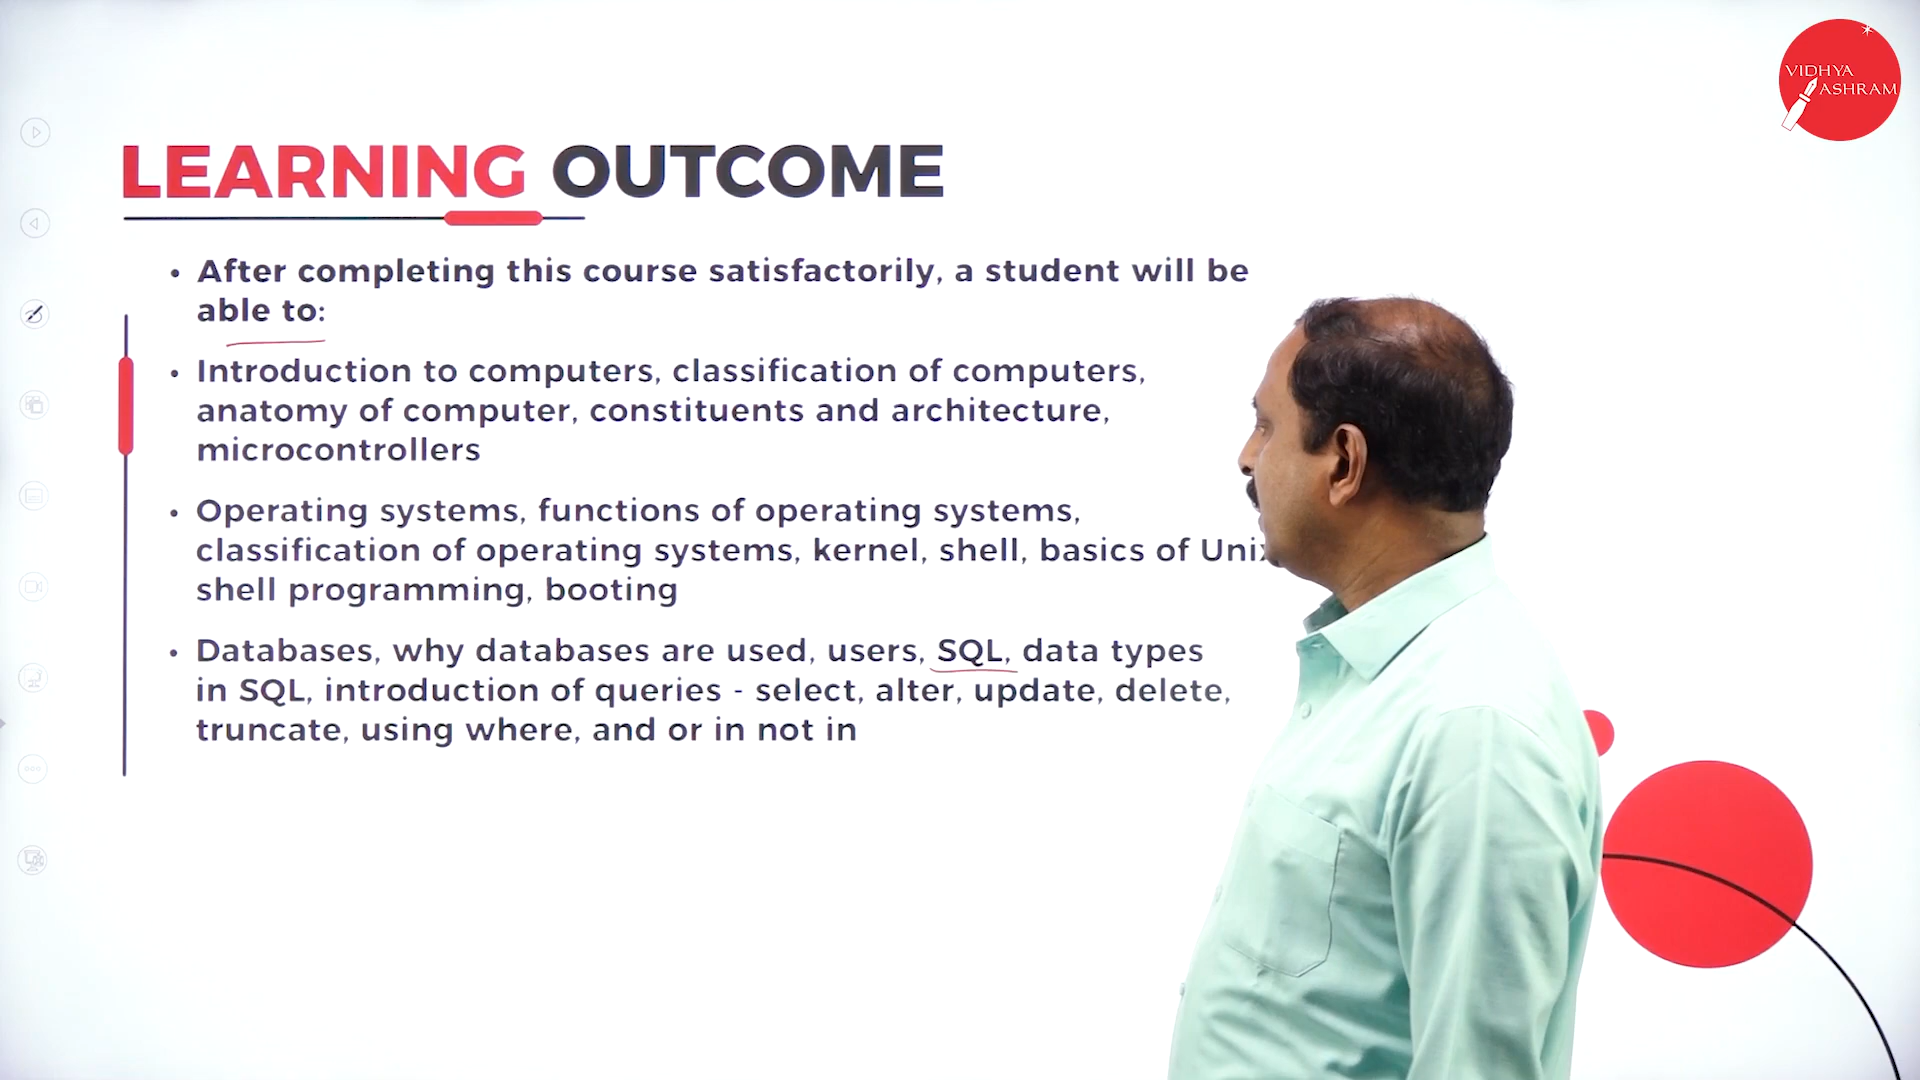 VIDHYA
ASHRAM
LEARNING OUTCOME
• After completing this course satisfactorily, a student will be
able to:
• Introduction to computers, classification of computers,
anatomy of computer, constituents and architecture,
microcontrollers
• Operating systems, functions of operating systems,
classification of operating systems, kernel, shell, basics of Unix
shell programming, booting
• Databases, why databases are used, users, SQL, data types
in SQL, introduction of queries - select, alter, update, delete,
truncate, using where, and or in not in